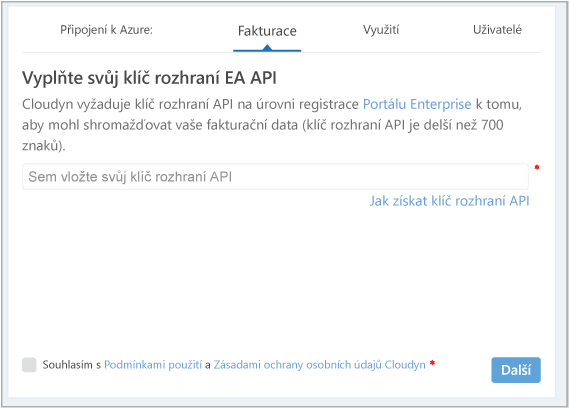 Připojení k Azure: Fakturace Využití Uživatelé
Vyplňte svůj klíč rozhraní EA API
Cloudyn vyžaduje klíč rozhraní API na úrovni registrace Portálu Enterprise k tomu,
aby mohl shromažďovat vaše fakturační data (klíč rozhraní API je delší než 700
znaků).
Sem vložte svůj klíč rozhraní API *
Jak získat klíč rozhraní API
Souhlasím s Podmínkami použití a Zásadami ochrany osobních údajů Cloudyn * Další